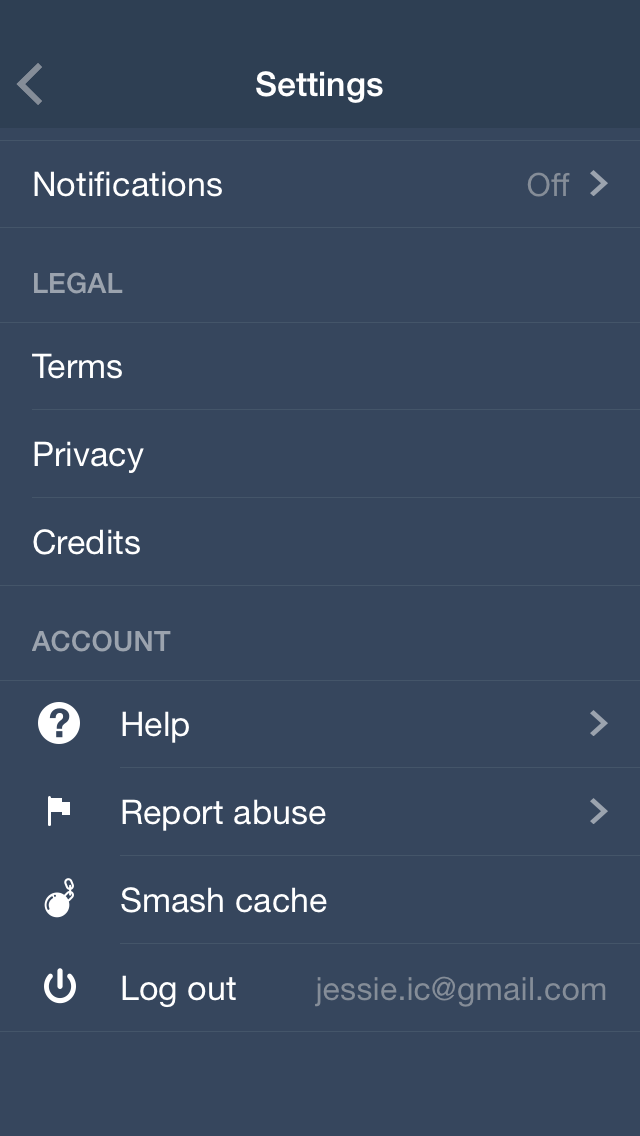 Settings
Notifications Off
LEGAL
Terms
Privacy
Credits
ACCOUNT
Help
Report abuse
Smash cache
Log out jessie.ic@gmail.com